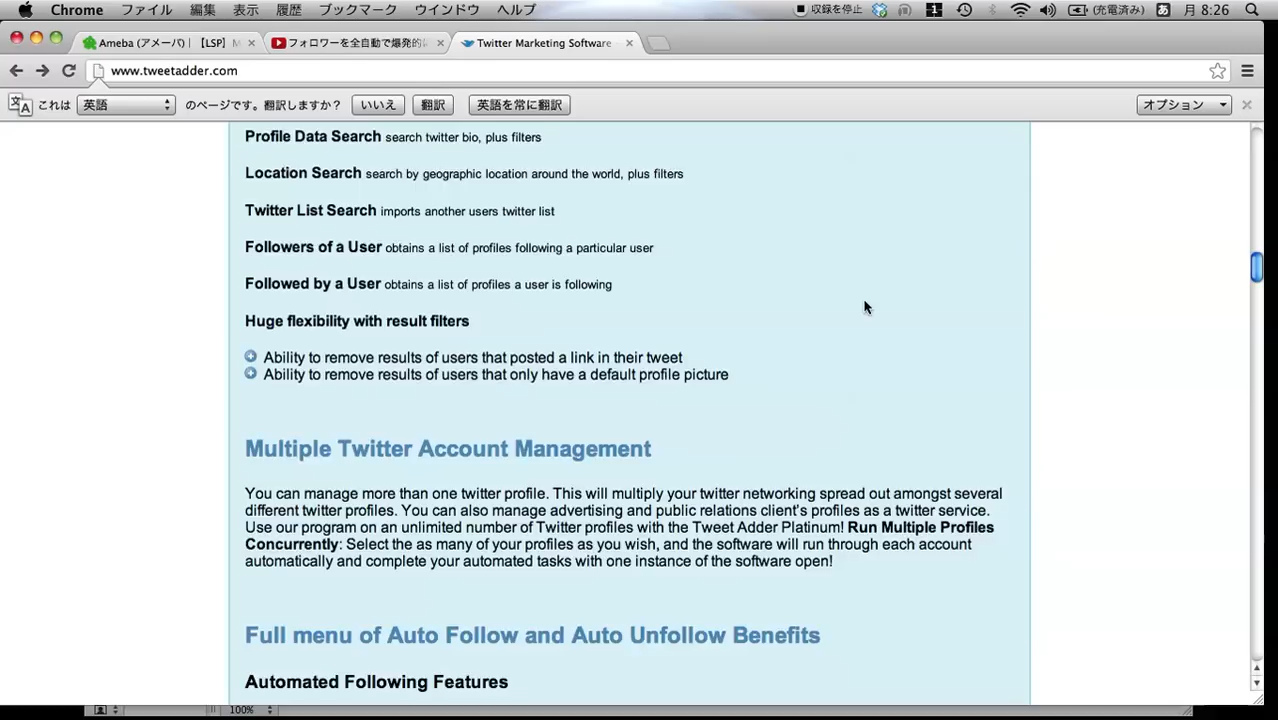 Chrome ファイル 編集 表示 履歴 ブックマーク ウインドウ ヘルプ 収録を停止 1 (充電済み) あ 月 8:26
Ameba (アメーバ) | 【LSP】 フォロワーを全自動で爆発的に Twitter Marketing Software
www.tweetadder.com
これは 英語 のページです。翻訳しますか？ いいえ 翻訳 英語を常に翻訳 オプション
Profile Data Search search twitter bio, plus filters
Location Search search by geographic location around the world, plus filters
Twitter List Search imports another users twitter list
Followers of a User obtains a list of profiles following a particular user
Followed by a User obtains a list of profiles a user is following
Huge flexibility with result filters
Ability to remove results of users that posted a link in their tweet
Ability to remove results of users that only have a default profile picture
Multiple Twitter Account Management
You can manage more than one twitter profile. This will multiply your twitter networking spread out amongst several
different twitter profiles. You can also manage advertising and public relations client's profiles as a twitter service.
Use our program on an unlimited number of Twitter profiles with the Tweet Adder Platinum! Run Multiple Profiles
Concurrently: Select the as many of your profiles as you wish, and the software will run through each account
automatically and complete your automated tasks with one instance of the software open!
Full menu of Auto Follow and Auto Unfollow Benefits
Automated Following Features
100%